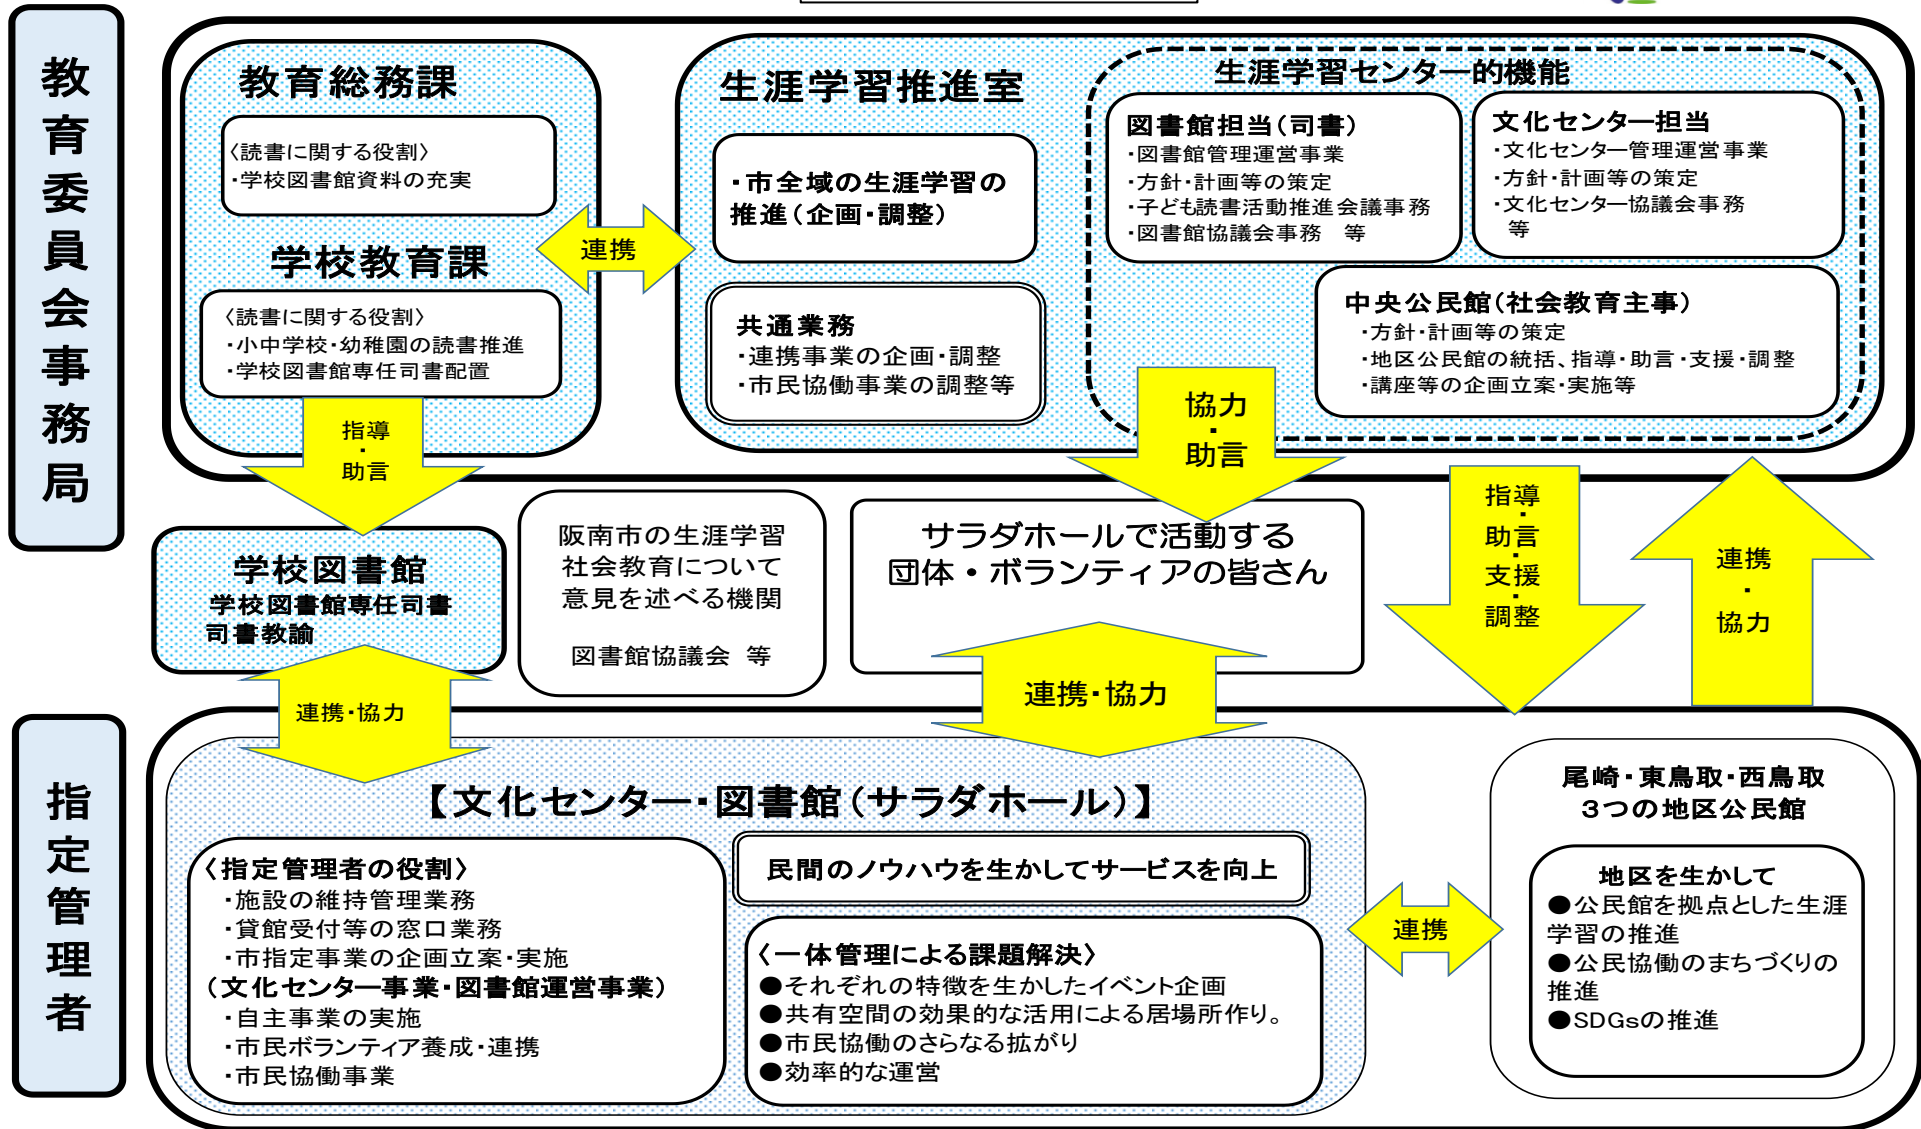 教育委員会事務局
教育総務課
〈読書に関する役割〉
・学校図書館資料の充実
学校教育課
〈読書に関する役割〉
・小中学校・幼稚園の読書推進
・学校図書館専任司書配置
連携
生涯学習推進室
・市全域の生涯学習の
推進（企画・調整）
共通業務
・連携事業の企画・調整
・市民協働事業の調整等
生涯学習センター的機能
図書館担当（司書）
・図書館管理運営事業
・方針・計画等の策定
・子ども読書活動推進会議事務
・図書館協議会事務　等
文化センター担当
・文化センター管理運営事業
・方針・計画等の策定
・文化センター協議会事務
等
中央公民館（社会教育主事）
・方針・計画等の策定
・地区公民館の統括、指導・助言・支援・調整
・講座等の企画立案・実施等
指導
・
助言
協力
・
助言
指導
・
助言
・
支援
・
調整
連携
・
協力
学校図書館
学校図書館専任司書
司書教諭
阪南市の生涯学習
社会教育について
意見を述べる機関
図書館協議会　等
サラダホールで活動する
団体・ボランティアの皆さん
連携・協力
連携・協力
指定管理者
【文化センター・図書館（サラダホール）】
〈指定管理者の役割〉
・施設の維持管理業務
・貸館受付等の窓口業務
・市指定事業の企画立案・実施
（文化センター事業・図書館運営事業）
・自主事業の実施
・市民ボランティア養成・連携
・市民協働事業
民間のノウハウを生かしてサービスを向上
〈一体管理による課題解決〉
●それぞれの特徴を生かしたイベント企画
●共有空間の効果的な活用による居場所作り。
●市民協働のさらなる拡がり
●効率的な運営
連携
尾崎・東鳥取・西鳥取
３つの地区公民館
地区を生かして
●公民館を拠点とした生涯
学習の推進
●公民協働のまちづくりの
推進
●SDGsの推進